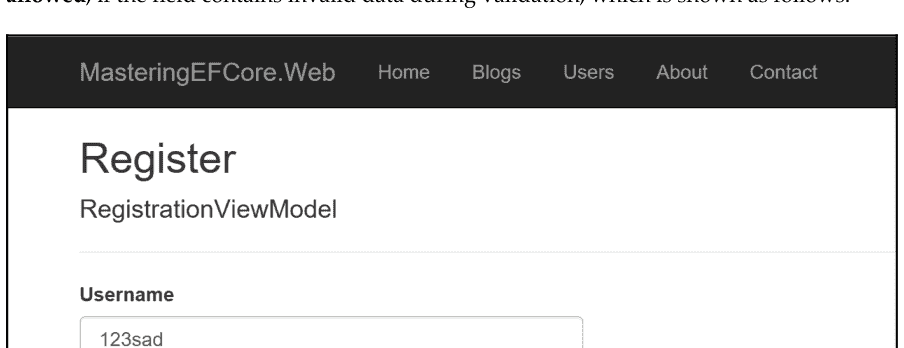 allowed, if the field contains invalid data during validation, which is shown as follows:
MasteringEFCore.Web Home Blogs Users About Contact
Register
RegistrationViewModel
Username
123sad